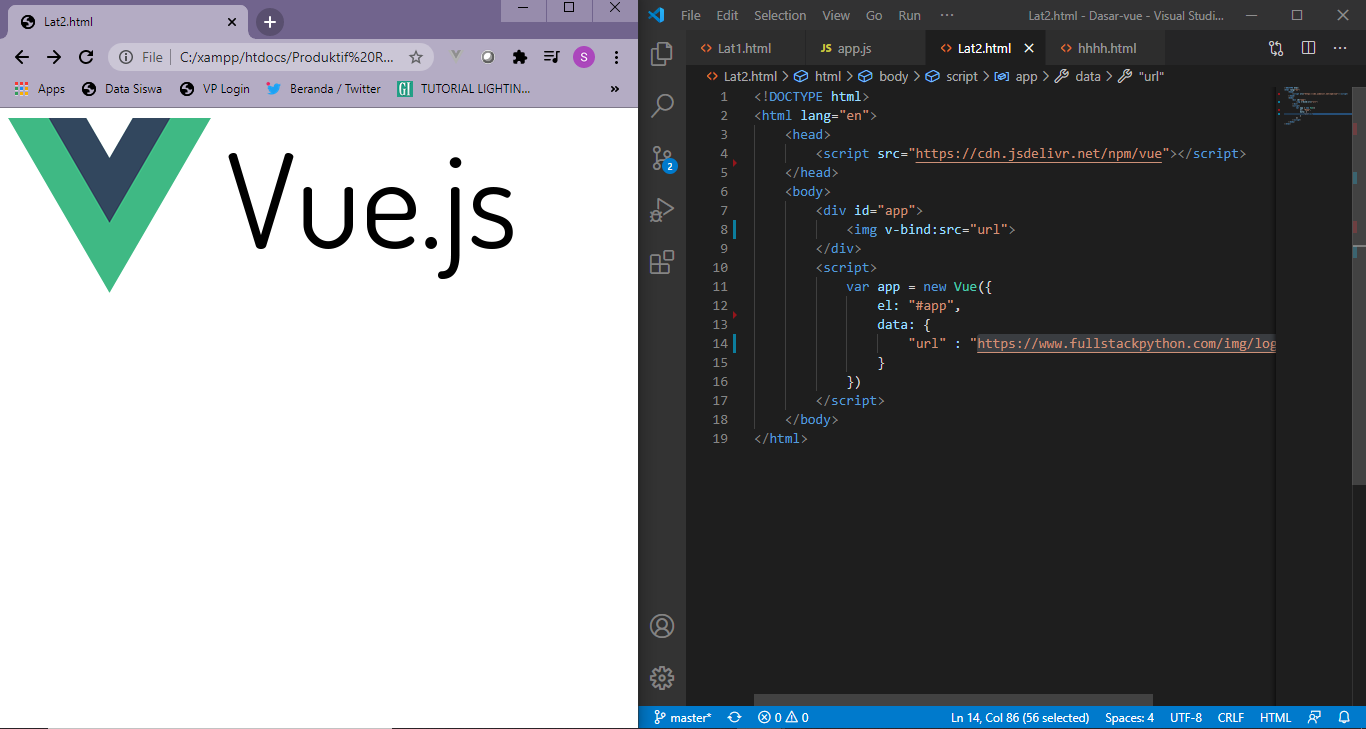 Lat2.html
File C:/xampp/htdocs/Produktif%20R...
S
Apps Data Siswa VP Login Beranda / Twitter GI TUTORIAL LIGHTIN... »
Vue.js
File Edit Selection View Go Run ··· Lat2.html - Dasar-vue - Visual Studi...
Lat1.html JS app.js Lat2.html hhhh.html ···
Lat2.html > html > body > script > app > data > "url"
2
1 <!DOCTYPE html>
2 <html lang="en">
3 <head>
4 <script src="https://cdn.jsdelivr.net/npm/vue"></script>
5 </head>
6 <body>
7 <div id="app">
8 <img v-bind:src="url">
9 </div>
10 <script>
11 var app = new Vue({
12 el: "#app",
13 data: {
14 "url" : "https://www.fullstackpython.com/img/log
15 }
16 })
17 </script>
18 </body>
19 </html>
master* 0 0 Ln 14, Col 86 (56 selected) Spaces: 4 UTF-8 CRLF HTML